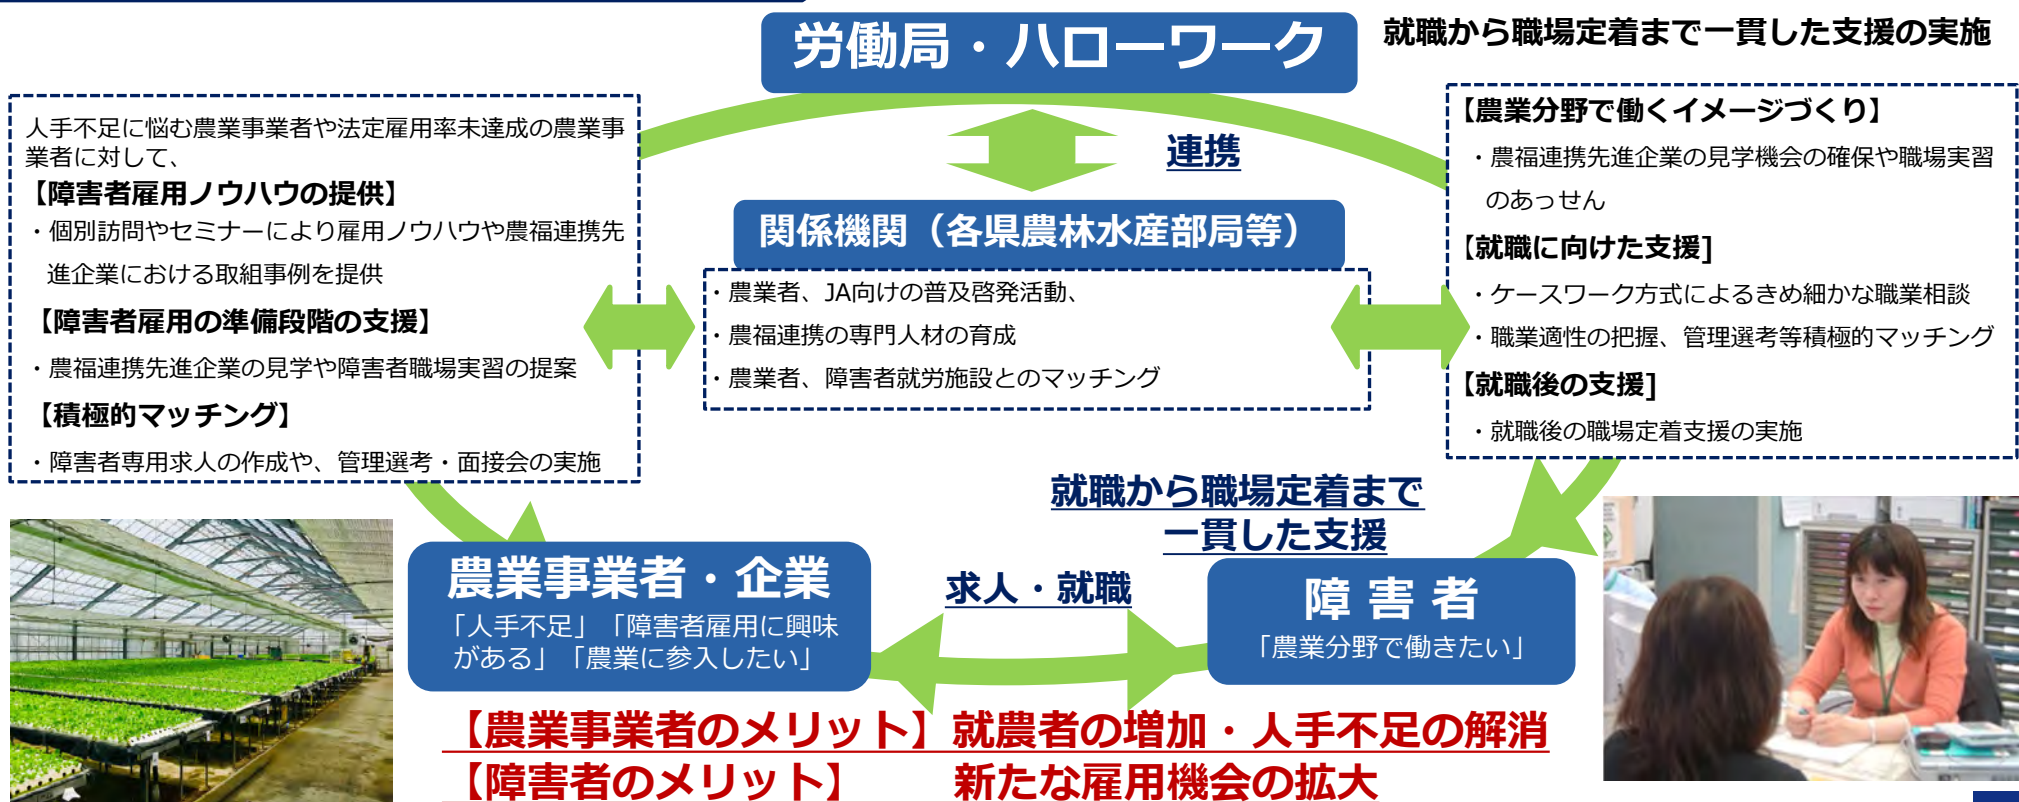 労働局・ハローワーク
就職から職場定着まで一貫した支援の実施
人手不足に悩む農業事業者や法定雇用率未達成の農業事
業者に対して、
【障害者雇用ノウハウの提供】
・個別訪問やセミナーにより雇用ノウハウや農福連携先
進企業における取組事例を提供
【障害者雇用の準備段階の支援】
・農福連携先進企業の見学や障害者職場実習の提案
【積極的マッチング】
・障害者専用求人の作成や、管理選考・面接会の実施
連携
関係機関（各県農林水産部局等）
・農業者、JA向けの普及啓発活動、
・農福連携の専門人材の育成
・農業者、障害者就労施設とのマッチング
【農業分野で働くイメージづくり】
・農福連携先進企業の見学機会の確保や職場実習
のあっせん
【就職に向けた支援]
・ケースワーク方式によるきめ細かな職業相談
・職業適性の把握、管理選考等積極的マッチング
【就職後の支援]
・就職後の職場定着支援の実施
就職から職場定着まで
一貫した支援
農業事業者・企業
「人手不足」「障害者雇用に興味
がある」「農業に参入したい」
求人・就職
障 害 者
「農業分野で働きたい」
【農業事業者のメリット】就農者の増加・人手不足の解消
【障害者のメリット】 新たな雇用機会の拡大